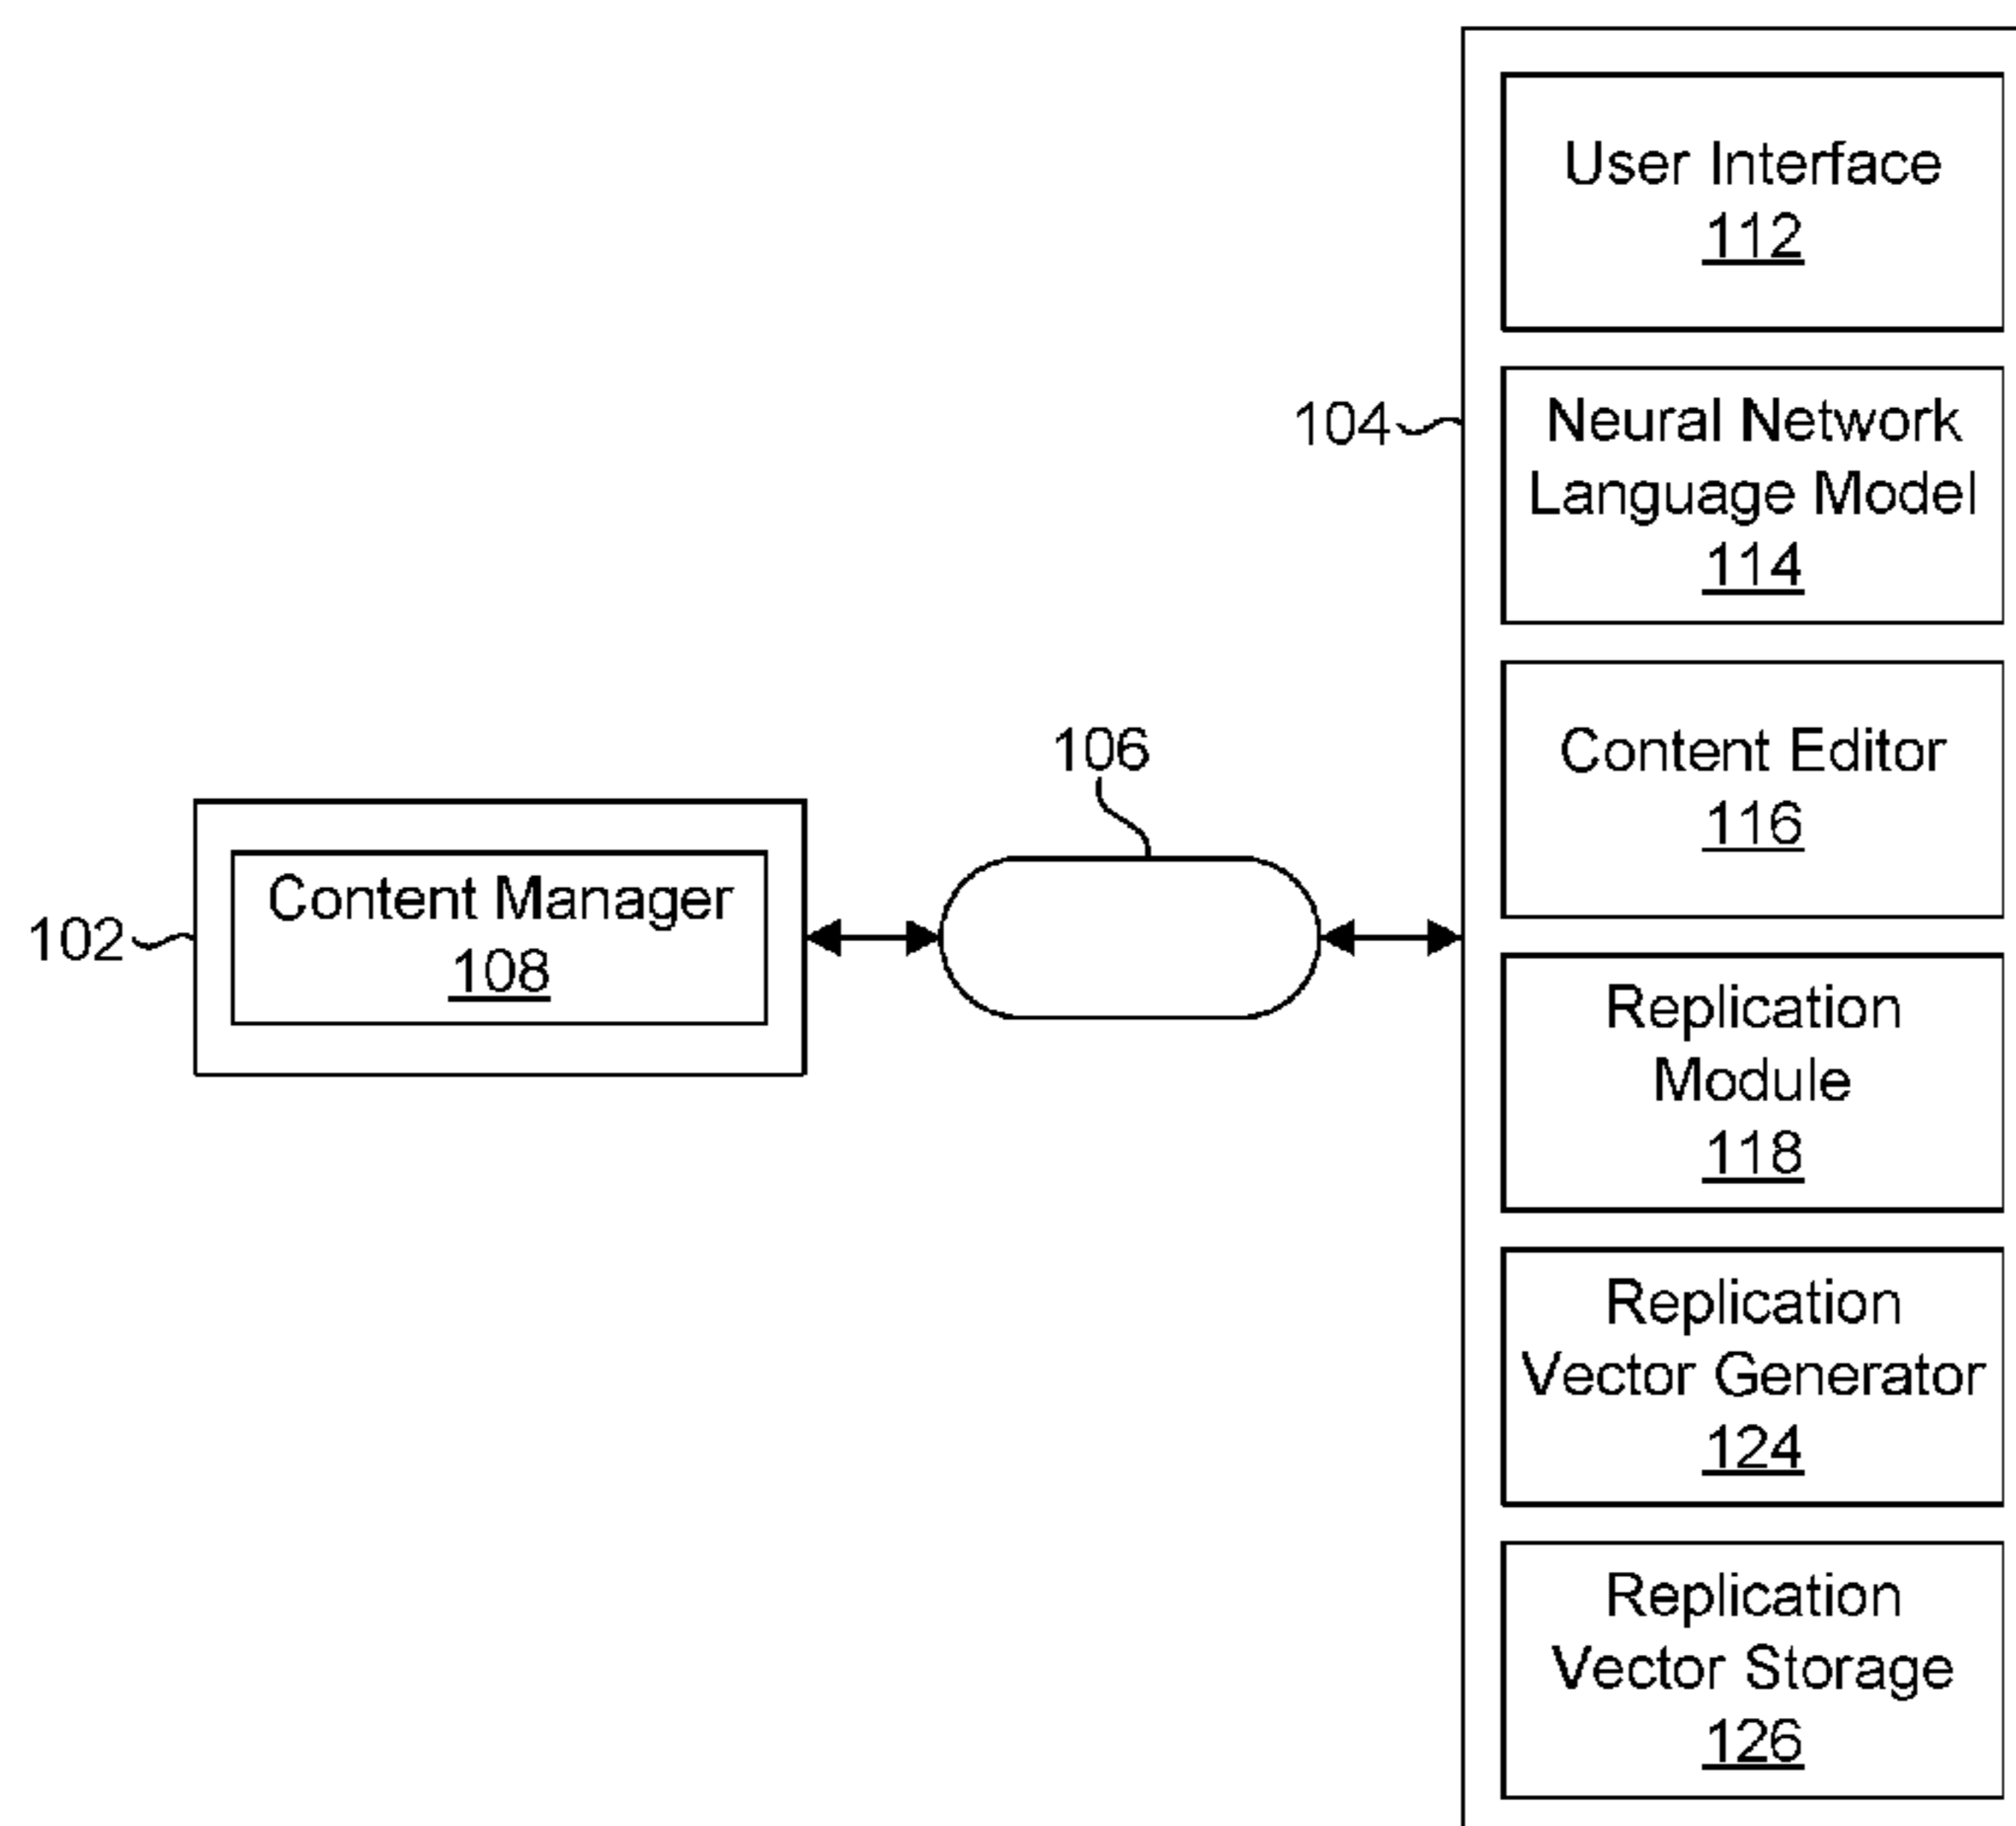 User Interface
112
104
Neural Network
Language Model
114
Content Editor
116
106
Content Manager
108
102
Replication
Module
118
Replication
Vector Generator
124
Replication
Vector Storage
126